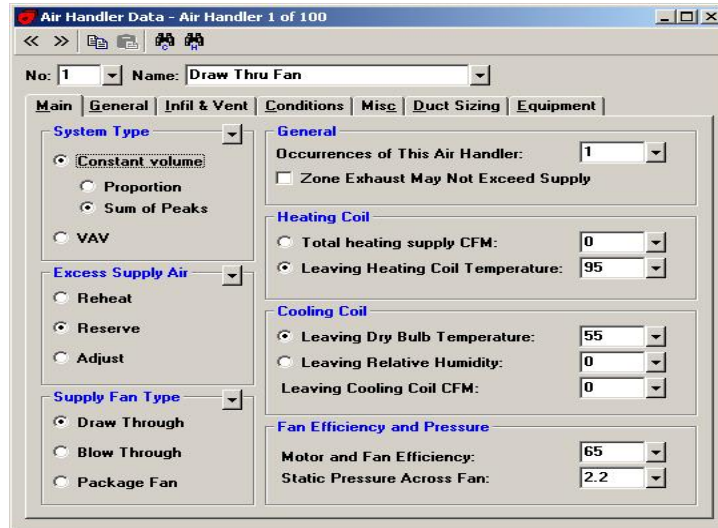 Air Handler Data - Air Handler 1 of 100
No: 1 Name: Draw Thru Fan
Main General Infil & Vent Conditions Misc Duct Sizing Equipment
System Type
Constant volume
Proportion
Sum of Peaks
VAV
Excess Supply Air
Reheat
Reserve
Adjust
Supply Fan Type
Draw Through
Blow Through
Package Fan
General
Occurrences of This Air Handler: 1
Zone Exhaust May Not Exceed Supply
Heating Coil
Total heating supply CFM: 0
Leaving Heating Coil Temperature: 95
Cooling Coil
Leaving Dry Bulb Temperature: 55
Leaving Relative Humidity: 0
Leaving Cooling Coil CFM: 0
Fan Efficiency and Pressure
Motor and Fan Efficiency: 65
Static Pressure Across Fan: 2.2